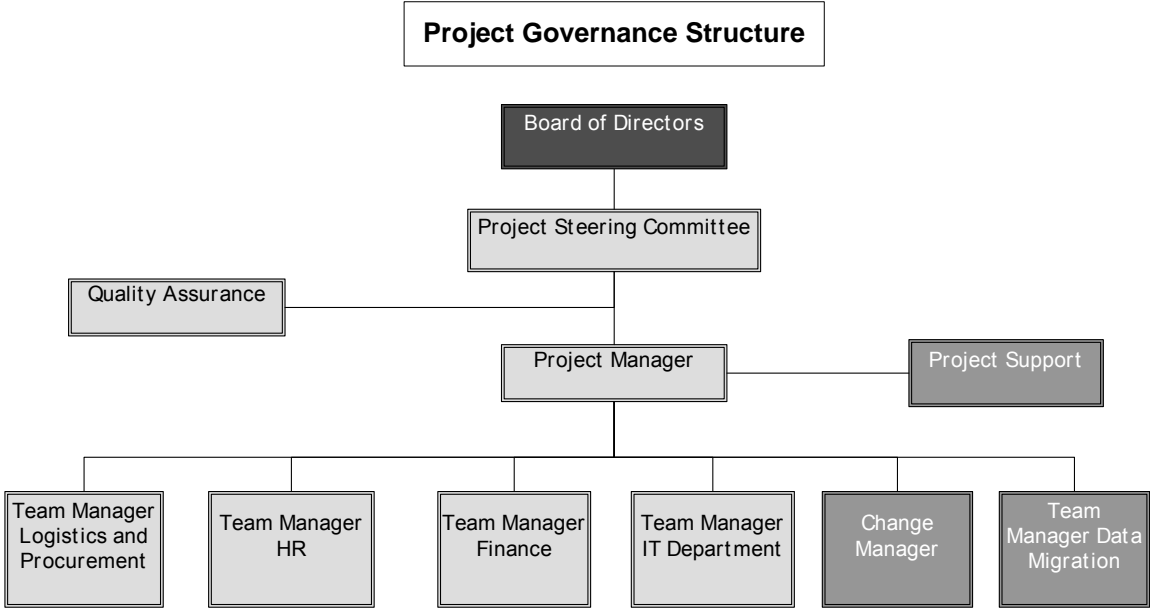 Project Governance Structure
Board of Directors
Project Steering Committee
Quality Assurance
Project Manager
Project Support
Team Manager
Logistics and
Procurement
Team Manager
HR
Team Manager
Finance
Team Manager
IT Department
Change
Manager
Team
Manager Data
Migration